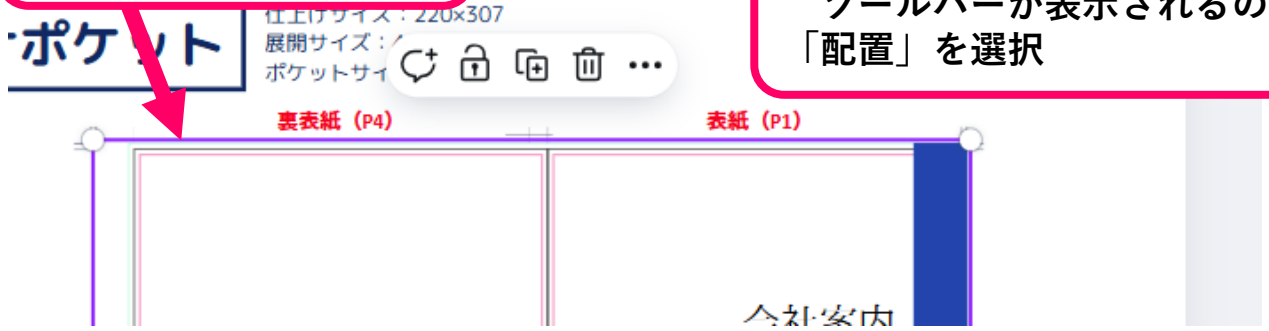 仕上げサイズ：220×307
ツールバーが表示されるの
ポケット
展開サイズ：
「配置」を選択
ポケットサイ
裏表紙（P4）
表紙（P1）
会社案内